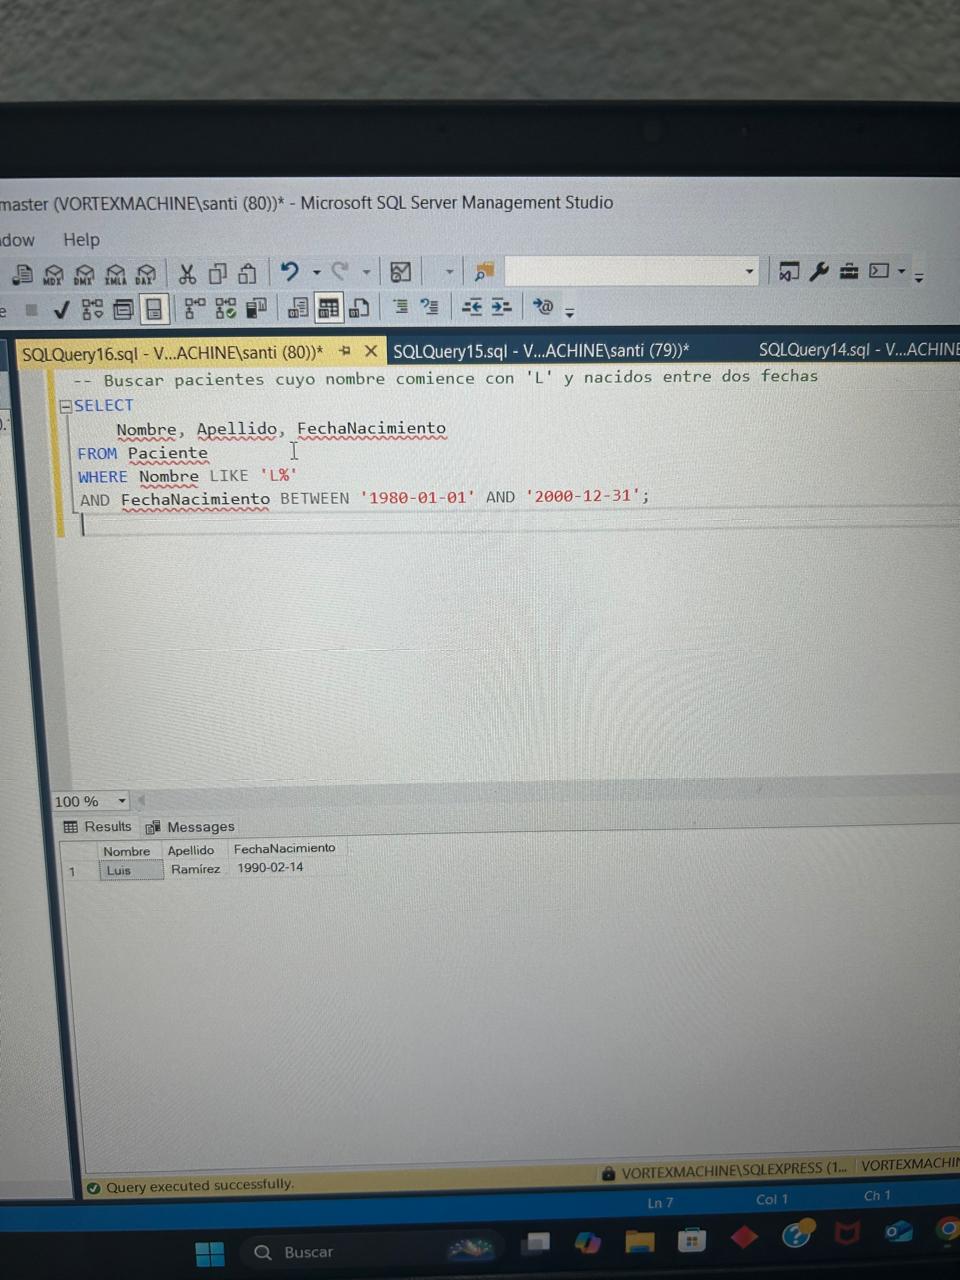 master (VORTEXMACHINE\santi (80))* - Microsoft SQL Server Management Studio
Help
MDX DMX XMLA DAX
SQLQuery16.sql - V...ACHINE\santi (80))* SQLQuery15.sql - V...ACHINE\santi (79))* SQLQuery14.sql - V...ACHINE
-- Buscar pacientes cuyo nombre comience con 'L' y nacidos entre dos fechas
SELECT
Nombre, Apellido, FechaNacimiento
FROM Paciente
WHERE Nombre LIKE 'L%'
AND FechaNacimiento BETWEEN '1980-01-01' AND '2000-12-31';
100 %
Results Messages
Nombre Apellido FechaNacimiento
1 Luis Ramírez 1990-02-14
Query executed successfully. VORTEXMACHINE\SQLEXPRESS (1... VORTEXMACHIN
Ln 7 Col 1 Ch 1
Buscar